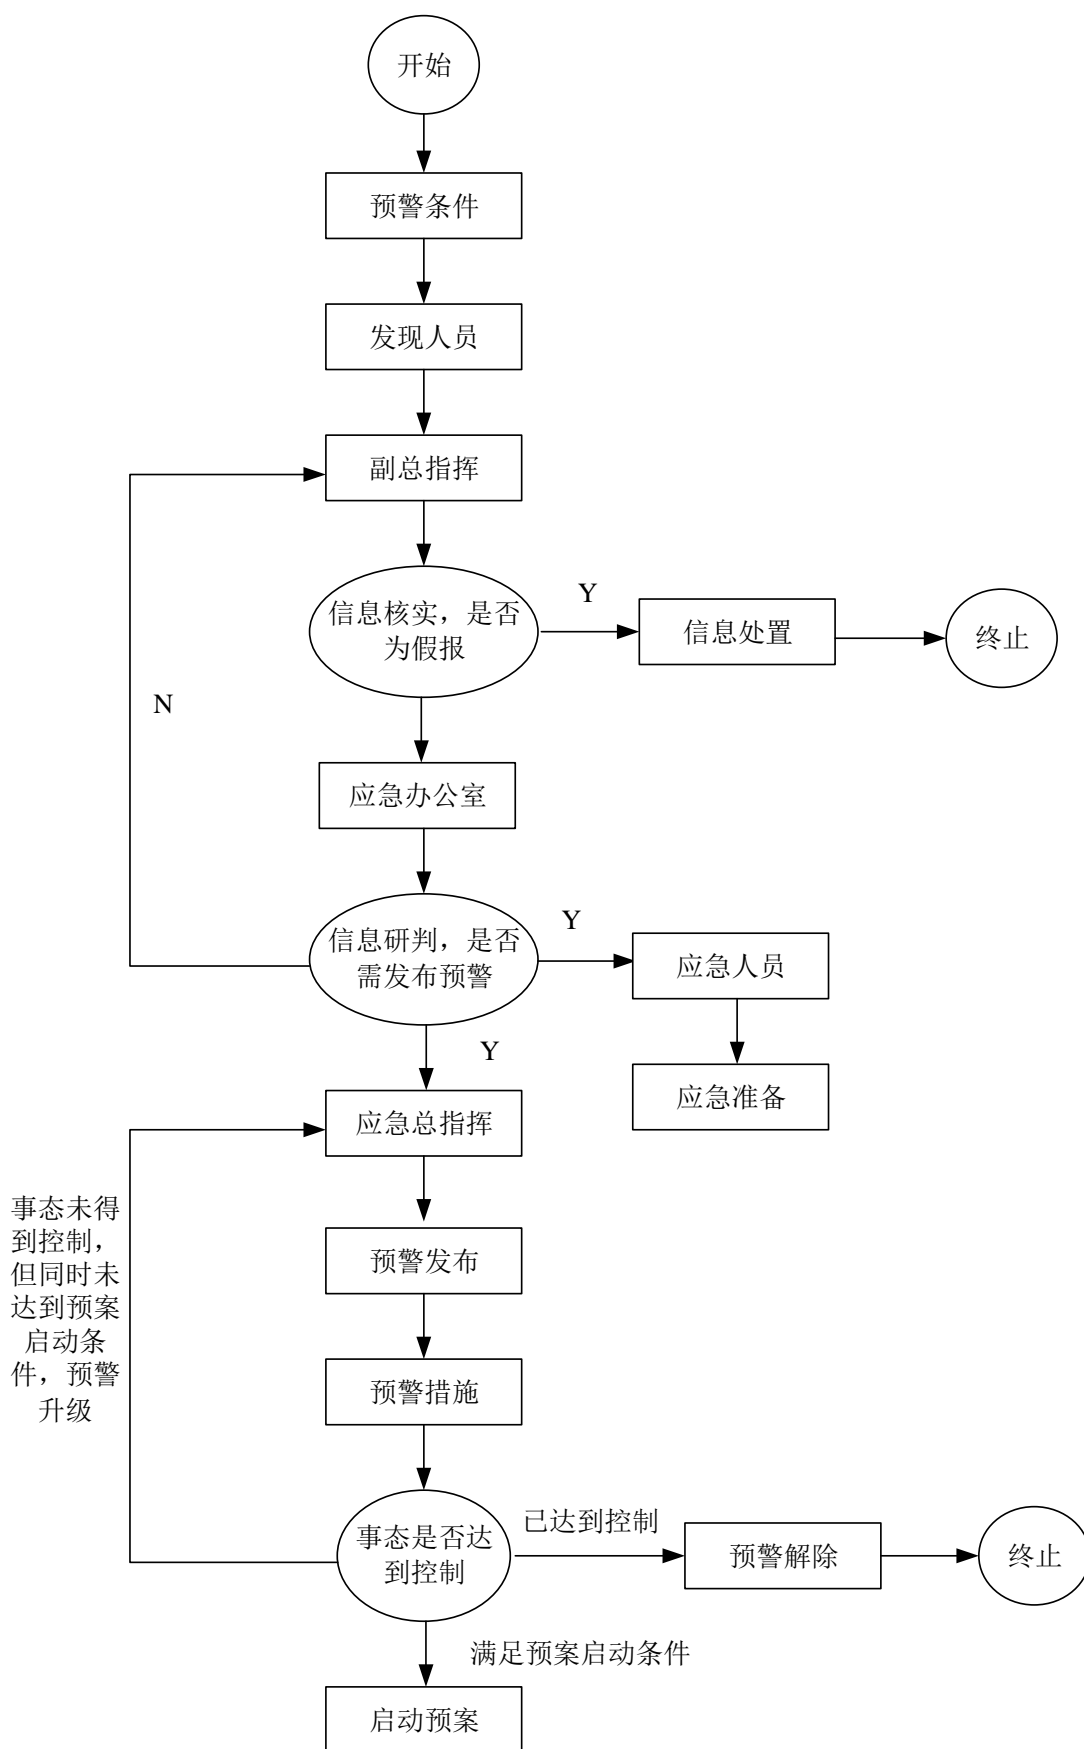 开始
预警条件
发现人员
副总指挥
信息核实，是否
为假报
Y
信息处置
终止
N
应急办公室
信息研判，是否
需发布预警
Y
应急人员
应急准备
Y
应急总指挥
事态未得
到控制，
但同时未
达到预案
启动条
件，预警
升级
预警发布
预警措施
事态是否达
到控制
已达到控制
预警解除
终止
满足预案启动条件
启动预案